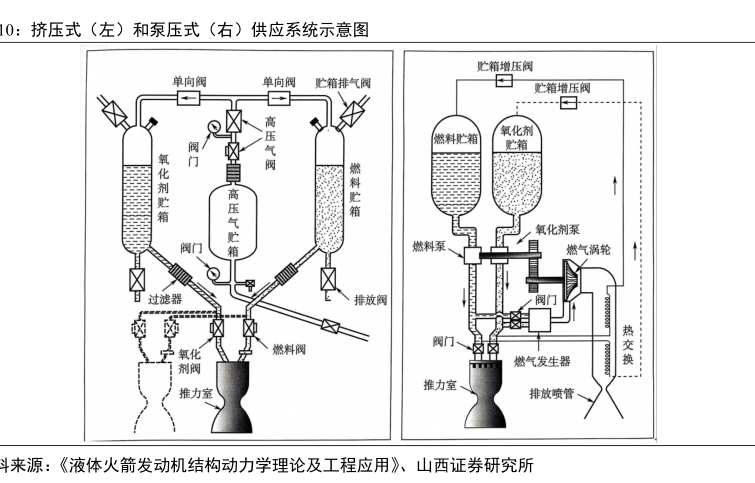 10：挤压式（左）和泵压式（右）供应系统示意图
单向阀
单向阀
贮箱排气阀
高压气阀
阀门
氧化剂贮箱
高压气贮箱
燃料贮箱
阀门
过滤器
排放阀
氧化剂阀
燃料阀
推力室
贮箱增压阀
贮箱增压阀
燃料贮箱
氧化剂
贮箱
氧化剂泵
燃料泵
燃气涡轮
阀门
阀门
燃气发生器
热交换
推力室
排放喷管
料来源：《液体火箭发动机结构动力学理论及工程应用》、山西证券研究所